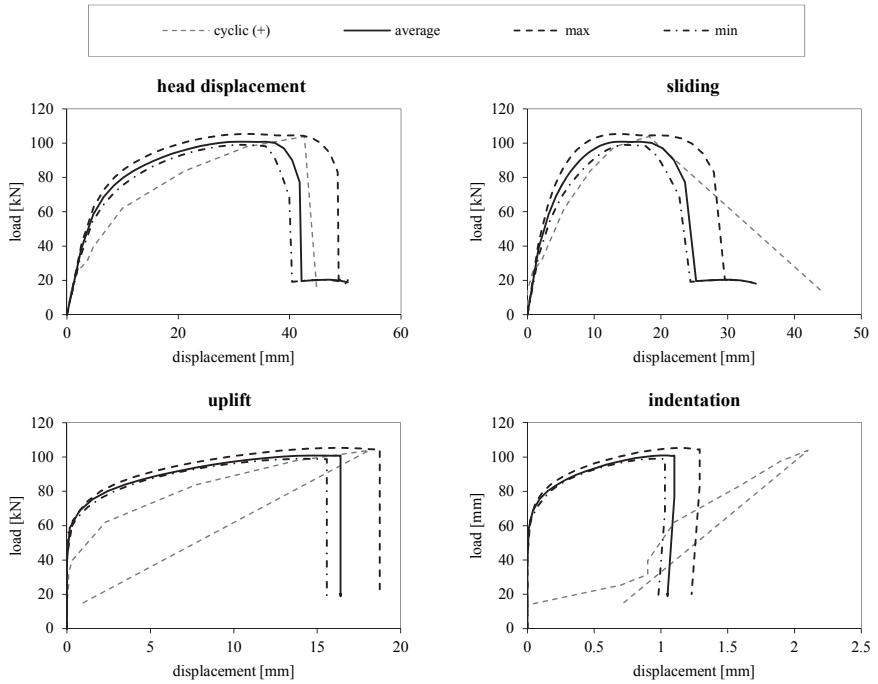 cyclic (+) average max min
head displacement
120
100
80
60
40
20
0
load [kN]
0 20 40 60
displacement [mm]
sliding
120
100
80
60
40
20
0
load [kN]
0 10 20 30 40 50
displacement [mm]
uplift
120
100
80
60
40
20
0
load [kN]
0 5 10 15 20
displacement [mm]
indentation
120
100
80
60
40
20
0
load [mm]
0 0.5 1 1.5 2 2.5
displacement [mm]